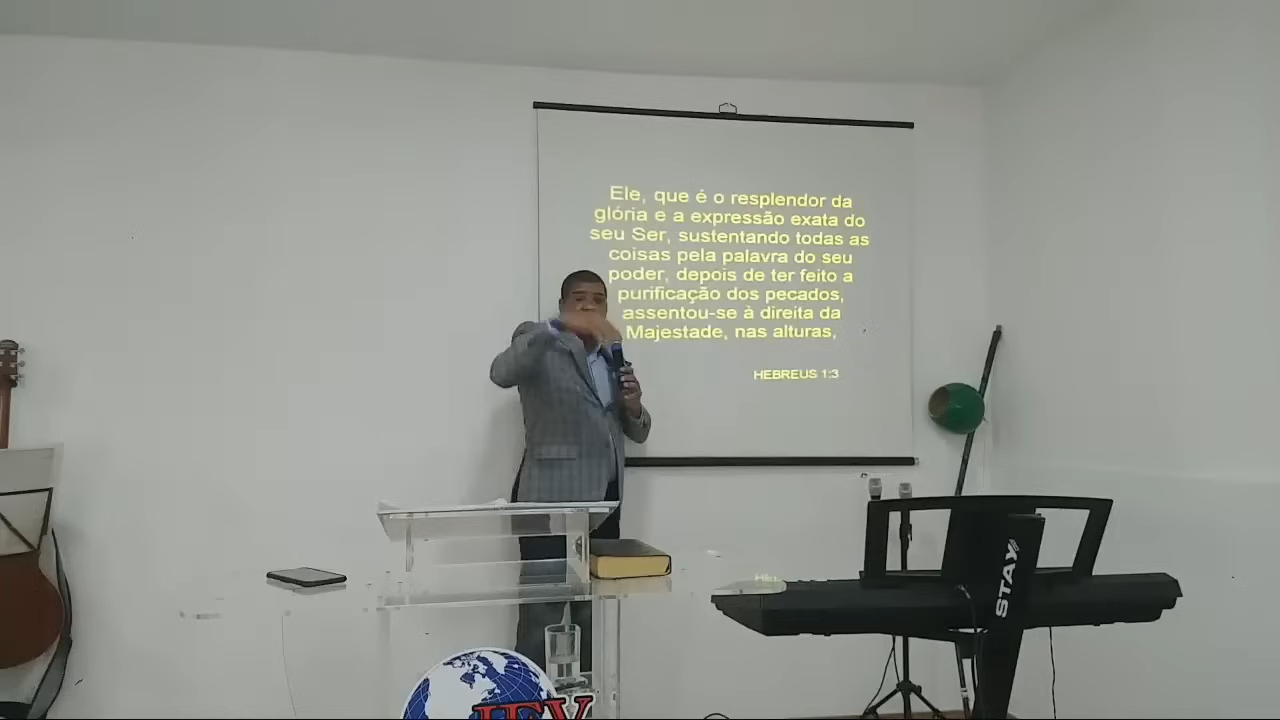 Ele, que é o resplendor da
glória e a expressão exata do
seu Ser, sustentando todas as
coisas pela palavra do seu
poder, depois de ter feito a
purificação dos pecados,
assentou-se à direita da
Majestade, nas alturas,
HEBREUS 1:3
STAY
IEV